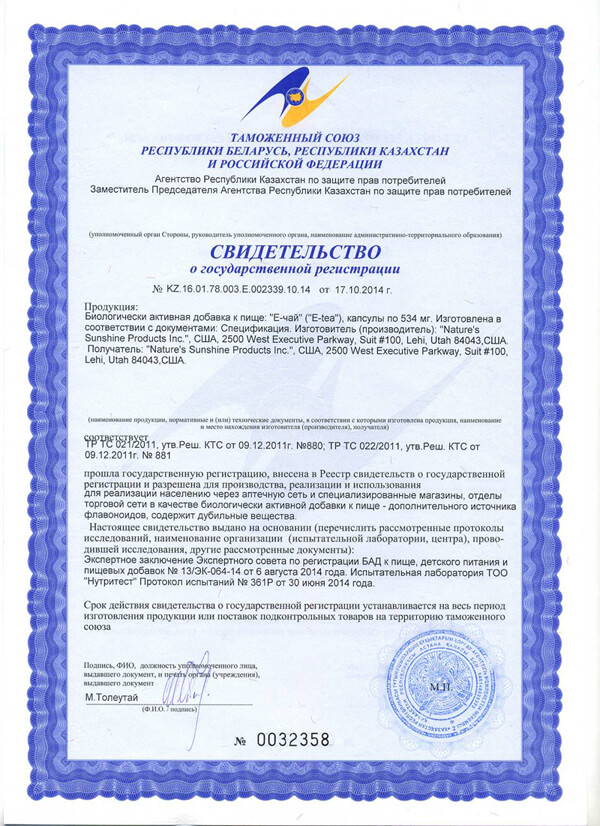 ТАМОЖЕННЫЙ СОЮЗ
РЕСПУБЛИКИ БЕЛАРУСЬ, РЕСПУБЛИКИ КАЗАХСТАН
И РОССИЙСКОЙ ФЕДЕРАЦИИ
Агентство Республики Казахстан по защите прав потребителей
Заместитель Председателя Агентства Республики Казахстан по защите прав потребителей
(уполномоченный орган Стороны, руководитель уполномоченного органа, наименование административно-территориального образования)
СВИДЕТЕЛЬСТВО
о государственной регистрации
№ KZ.16.01.78.003.Е.002339.10.14 от 17.10.2014 г.
Продукция:
Биологически активная добавка к пище: "Е-чай" ("E-tea"), капсулы по 534 мг. Изготовлена в
соответствии с документами: Спецификация. Изготовитель (производитель): "Nature's
Sunshine Products Inc.", США, 2500 West Executive Parkway, Suit #100, Lehi, Utah 84043,США.
Получатель: "Nature's Sunshine Products Inc.", США, 2500 West Executive Parkway, Suit #100,
Lehi, Utah 84043,США.
(наименование продукции, нормативные и (или) технические документы, в соответствии с которыми изготовлена продукция, наименование
и место нахождения изготовителя (производителя), получателя)
соответствует
ТР ТС 021/2011, утв.Реш. КТС от 09.12.2011г. №880; ТР ТС 022/2011, утв.Реш. КТС от
09.12.2011г. № 881
прошла государственную регистрацию, внесена в Реестр свидетельств о государственной
регистрации и разрешена для производства, реализации и использования
для реализации населению через аптечную сеть и специализированные магазины, отделы
торговой сети в качестве биологически активной добавки к пище - дополнительного источника
флавоноидов, содержит дубильные вещества.
Настоящее свидетельство выдано на основании (перечислить рассмотренные протоколы
исследований, наименование организации (испытательной лаборатории, центра), прово-
дившей исследования, другие рассмотренные документы):
Экспертное заключение Экспертного совета по регистрации БАД к пище, детского питания и
пищевых добавок № 13/ЭК-064-14 от 6 августа 2014 года. Испытательная лаборатория ТОО
"Нутритест" Протокол испытаний № 361Р от 30 июня 2014 года.
Срок действия свидетельства о государственной регистрации устанавливается на весь период
изготовления продукции или поставок подконтрольных товаров на территорию таможенного
союза
Подпись, ФИО, должность уполномоченного лица,
выдавшего документ, и печать органа (учреждения),
выдавшего документ
М.Толеутай
(Ф.И.О./ подпись)
М.П.
№ 0032358